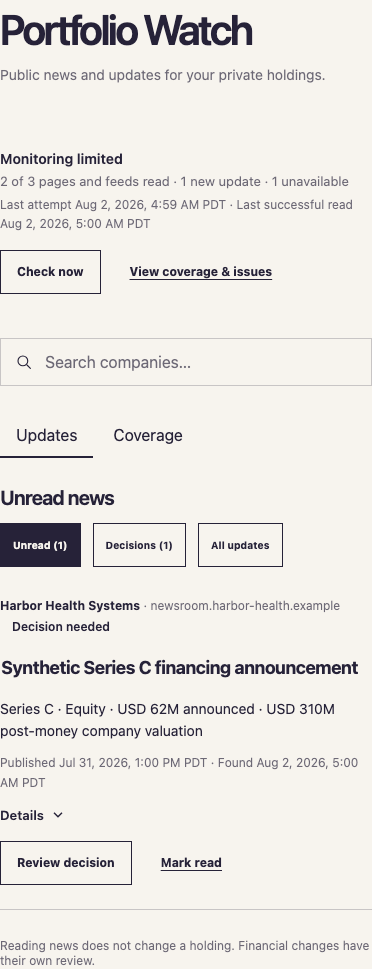 Portfolio Watch
Public news and updates for your private holdings.
Monitoring limited
2 of 3 pages and feeds read · 1 new update · 1 unavailable
Last attempt Aug 2, 2026, 4:59 AM PDT · Last successful read
Aug 2, 2026, 5:00 AM PDT
Check now View coverage & issues
Search companies...
Updates Coverage
Unread news
Unread (1) Decisions (1) All updates
Harbor Health Systems · newsroom.harbor-health.example
Decision needed
Synthetic Series C financing announcement
Series C · Equity · USD 62M announced · USD 310M
post-money company valuation
Published Jul 31, 2026, 1:00 PM PDT · Found Aug 2, 2026, 5:00
AM PDT
Details
Review decision Mark read
Reading news does not change a holding. Financial changes have
their own review.